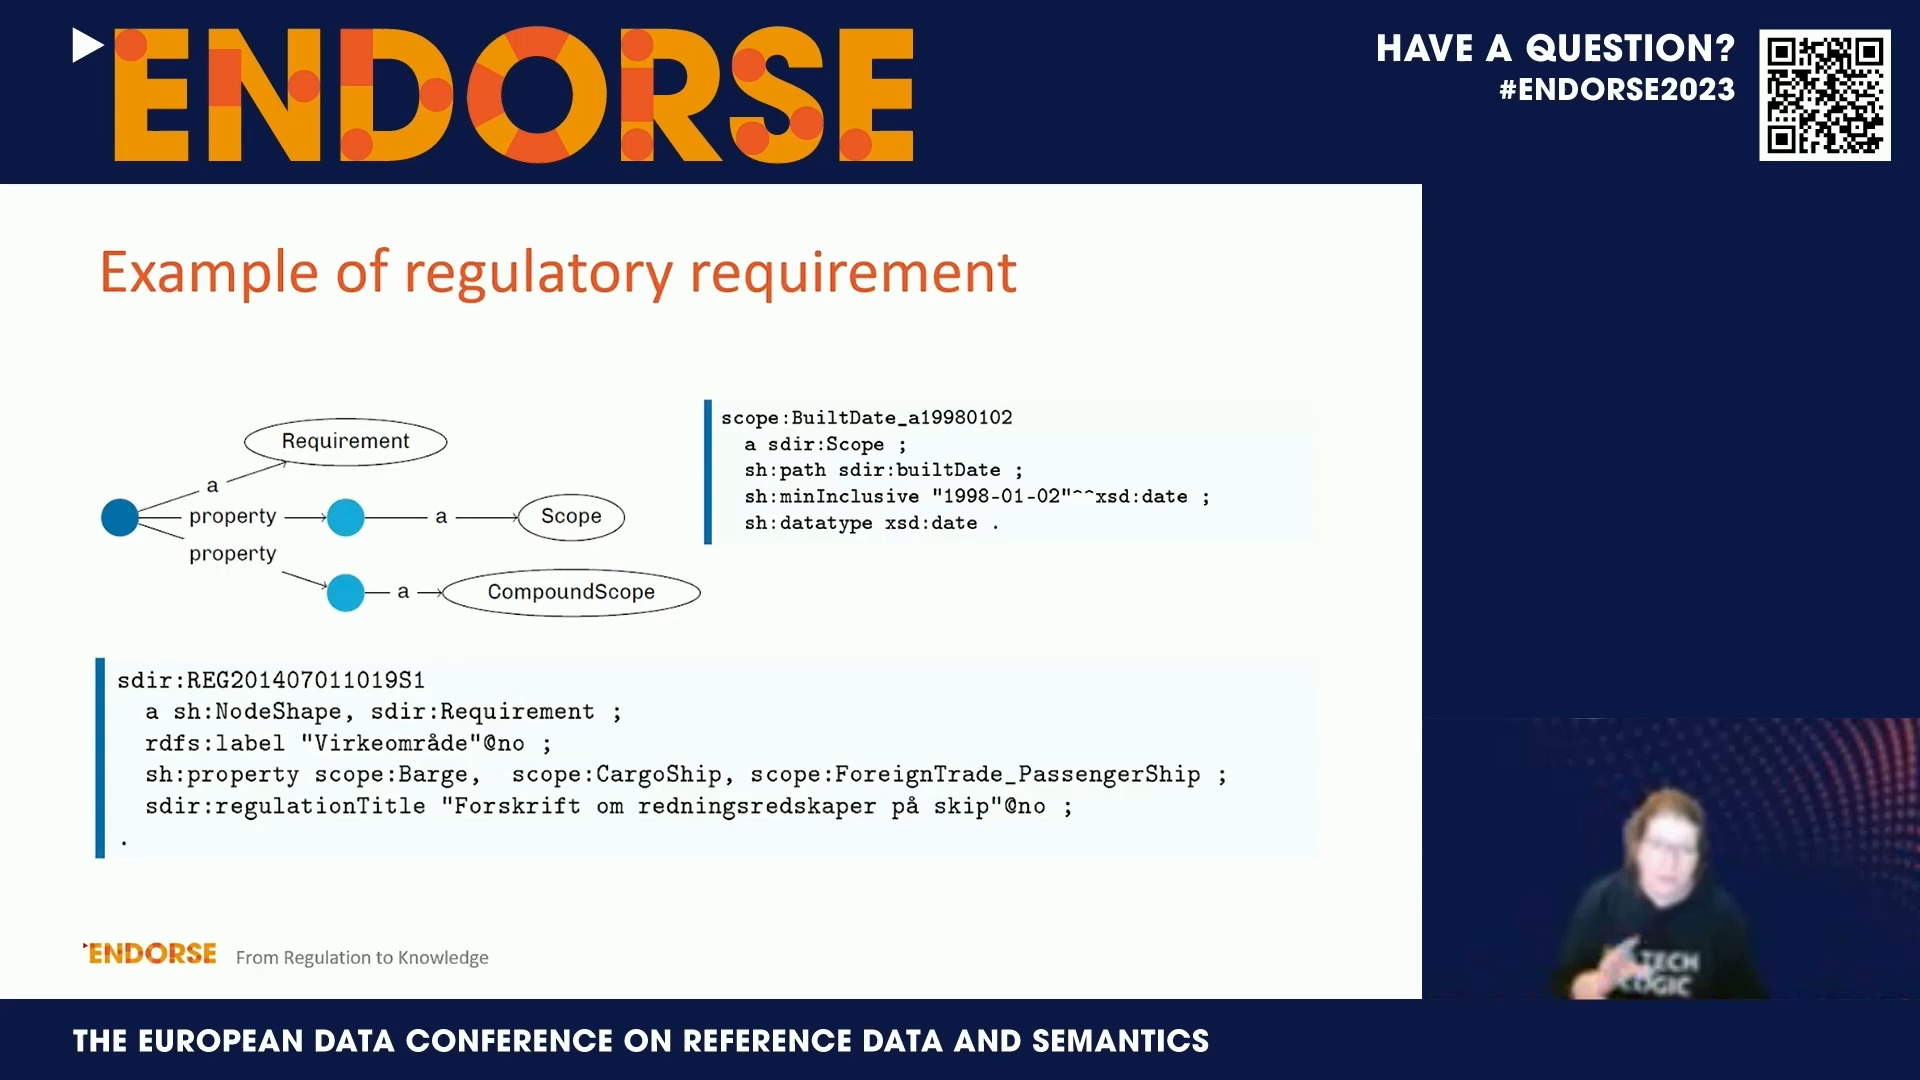 ENDORSE
HAVE A QUESTION?
#ENDORSE2023
Example of regulatory requirement
Requirement
a
property
a
Scope
property
a
CompoundScope
scope:BuiltDate_a19980102
a sdir:Scope ;
sh:path sdir:builtDate ;
sh:minInclusive "1998-01-02"^^xsd:date ;
sh:datatype xsd:date .
sdir:REG201407011019S1
a sh:NodeShape, sdir:Requirement ;
rdfs:label "Virkeområde"@no ;
sh:property scope:Barge, scope:CargoShip, scope:ForeignTrade_PassengerShip ;
sdir:regulationTitle "Forskrift om redningsredskaper på skip"@no ;
.
TECH
LOGIC
ENDORSE From Regulation to Knowledge
THE EUROPEAN DATA CONFERENCE ON REFERENCE DATA AND SEMANTICS